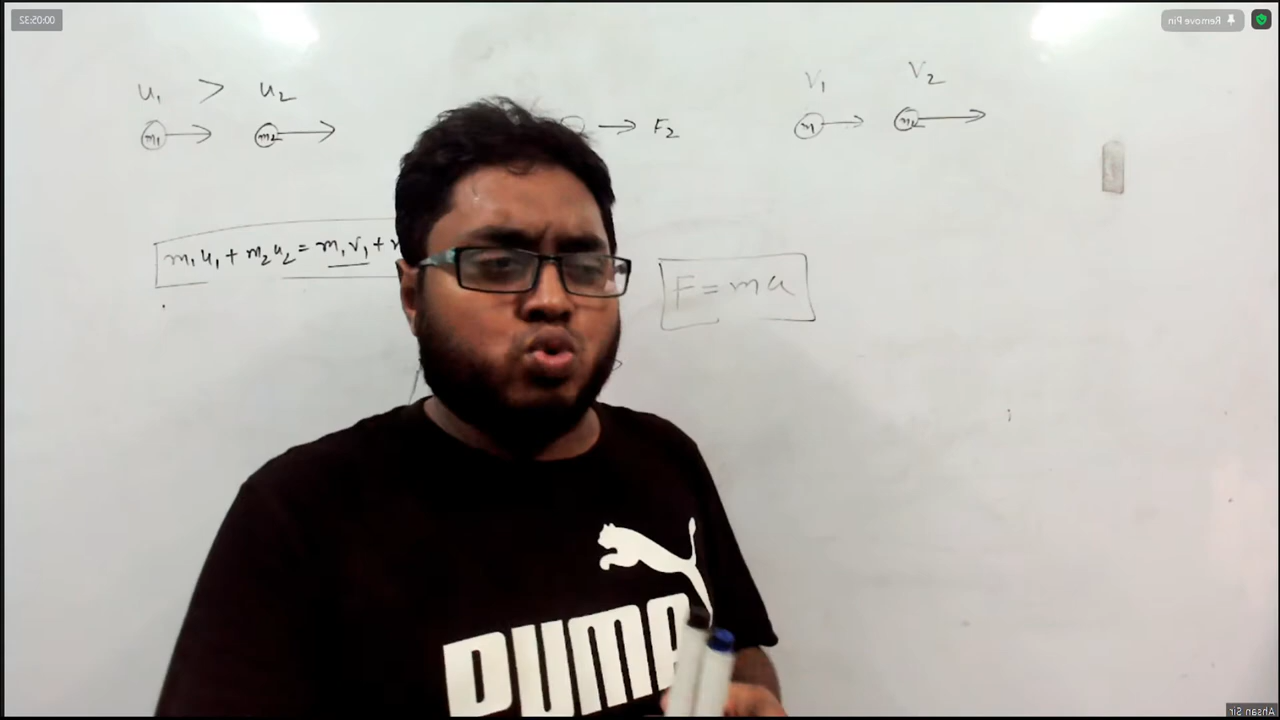 00:05:32
Remove Pin
u₁ > u₂
v₁ v₂
m₁ m₂
→ F₂
m₁ m₂
m₁u₁ + m₂u₂ = m₁v₁ +
F = ma
PUMA
Ahsan Sir